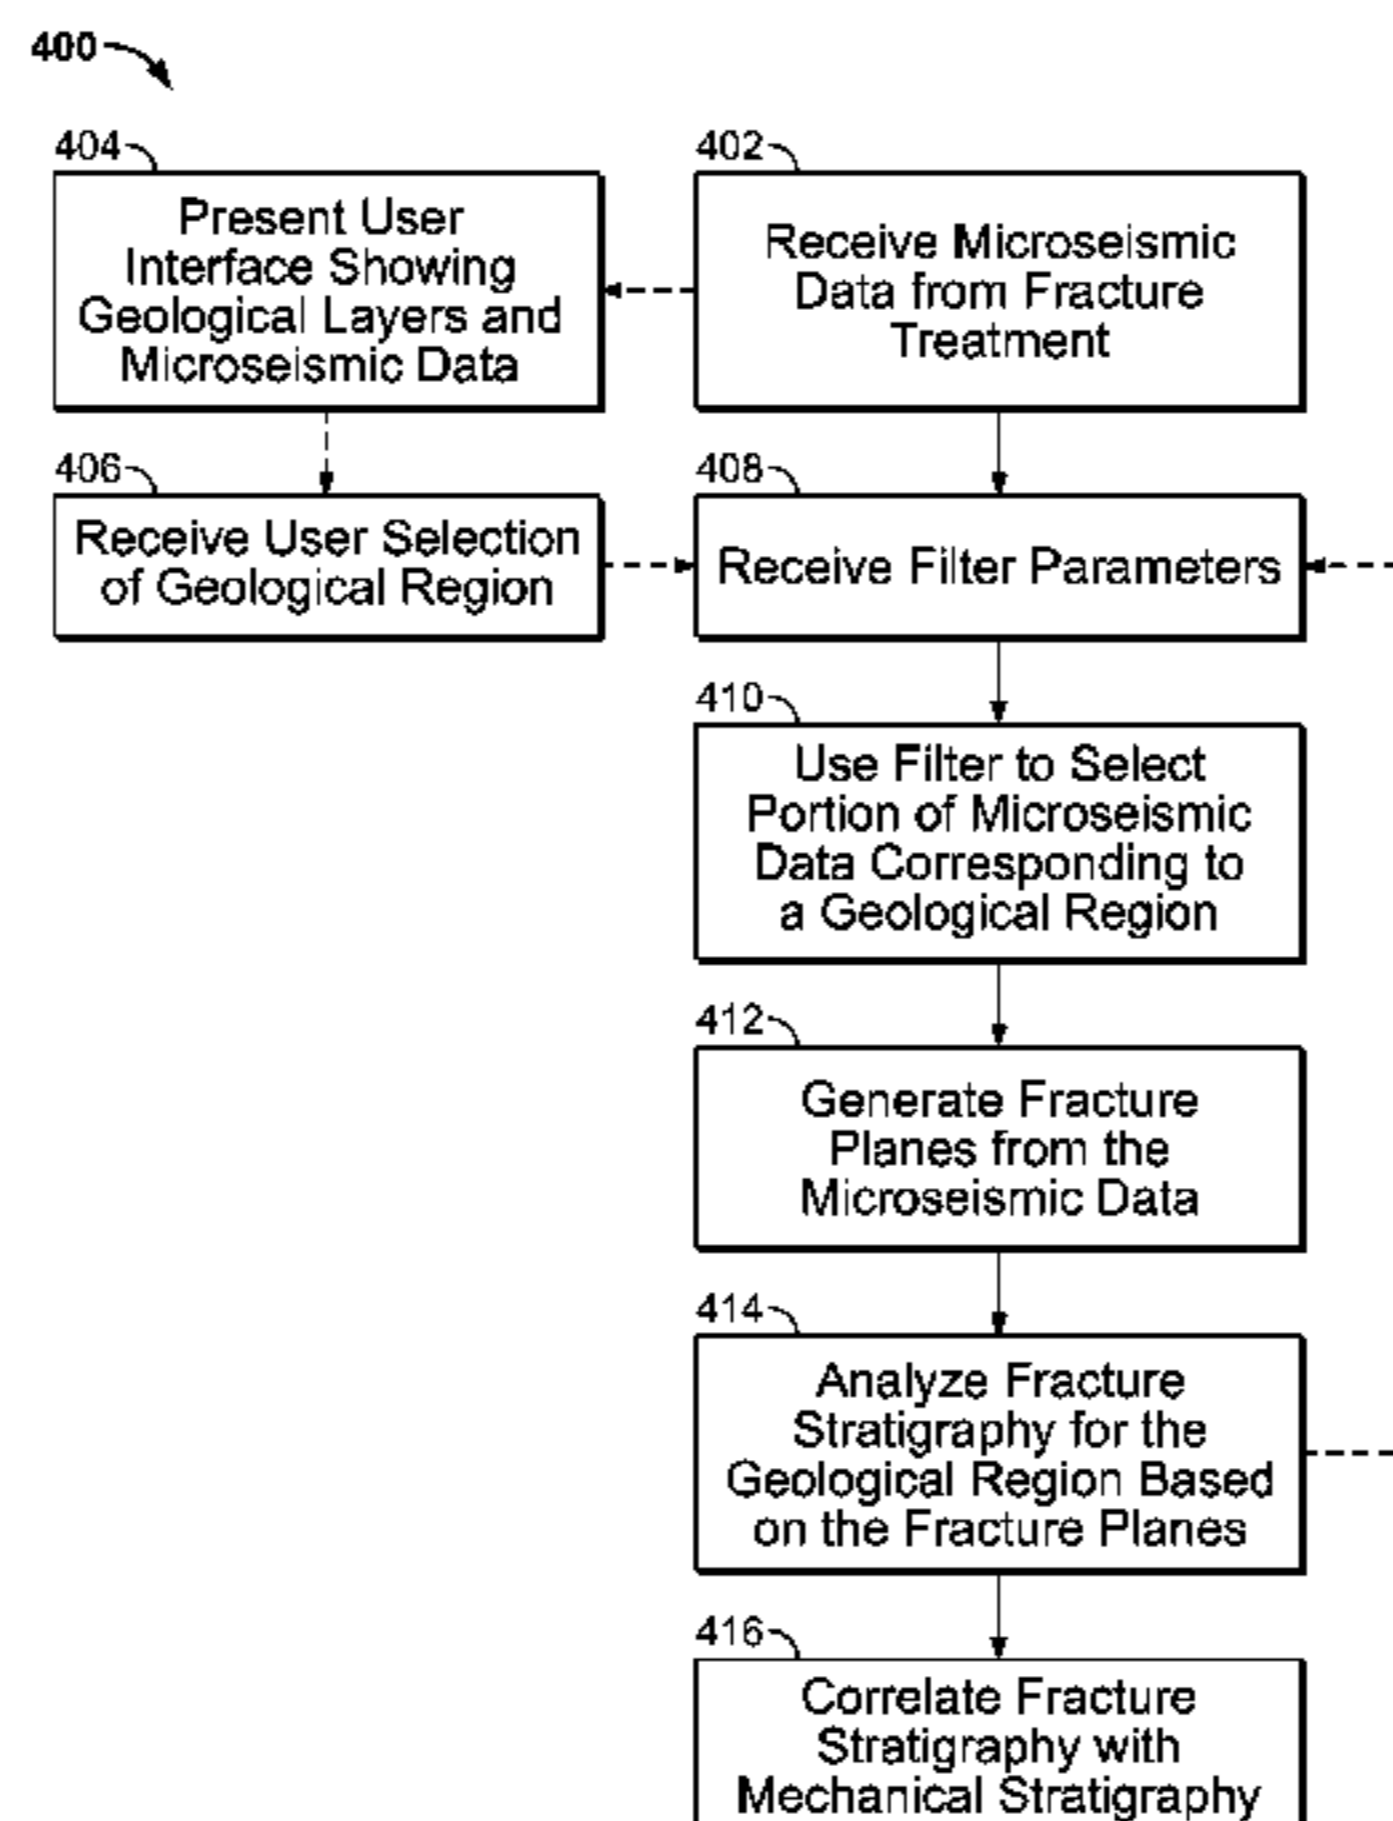 400
404
Present User
Interface Showing
Geological Layers and
Microseismic Data
402
Receive Microseismic
Data from Fracture
Treatment
406
Receive User Selection
of Geological Region
408
Receive Filter Parameters
410
Use Filter to Select
Portion of Microseismic
Data Corresponding to
a Geological Region
412
Generate Fracture
Planes from the
Microseismic Data
414
Analyze Fracture
Stratigraphy for the
Geological Region Based
on the Fracture Planes
416
Correlate Fracture
Stratigraphy with
Mechanical Stratigraphy